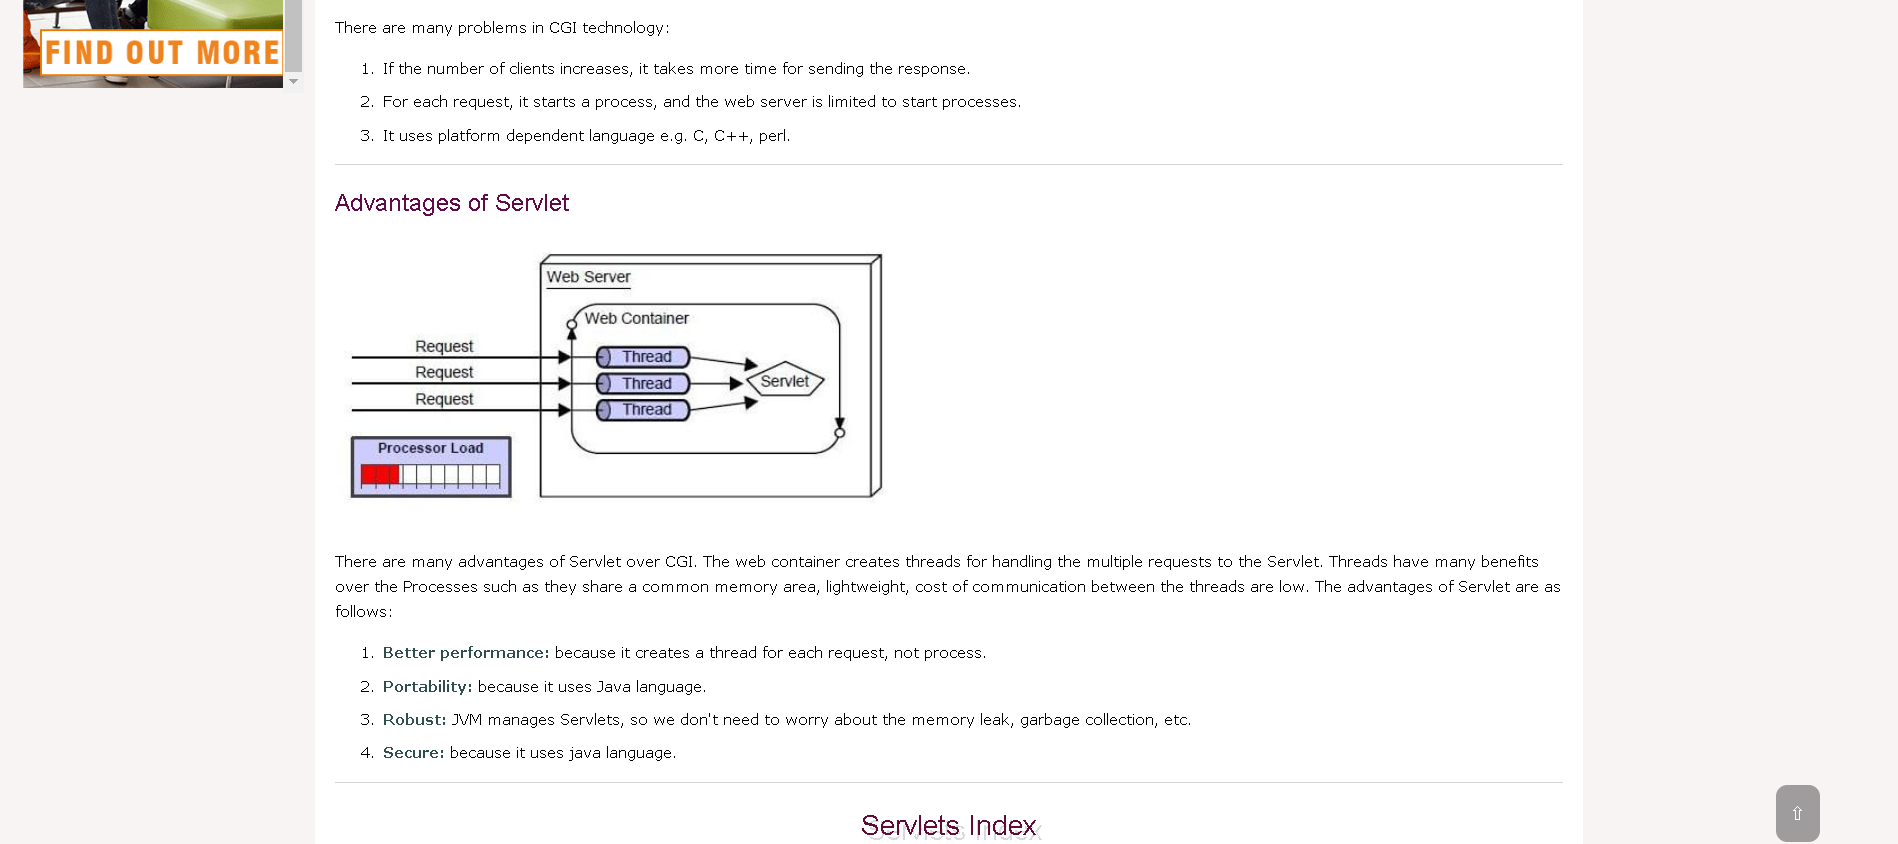 FIND OUT MORE
There are many problems in CGI technology:
1. If the number of clients increases, it takes more time for sending the response.
2. For each request, it starts a process, and the web server is limited to start processes.
3. It uses platform dependent language e.g. C, C++, perl.
Advantages of Servlet
Web Server
Web Container
Request
Thread
Request
Thread
Servlet
Request
Thread
Processor Load
There are many advantages of Servlet over CGI. The web container creates threads for handling the multiple requests to the Servlet. Threads have many benefits
over the Processes such as they share a common memory area, lightweight, cost of communication between the threads are low. The advantages of Servlet are as
follows:
1. Better performance: because it creates a thread for each request, not process.
2. Portability: because it uses Java language.
3. Robust: JVM manages Servlets, so we don't need to worry about the memory leak, garbage collection, etc.
4. Secure: because it uses java language.
Servlets Index